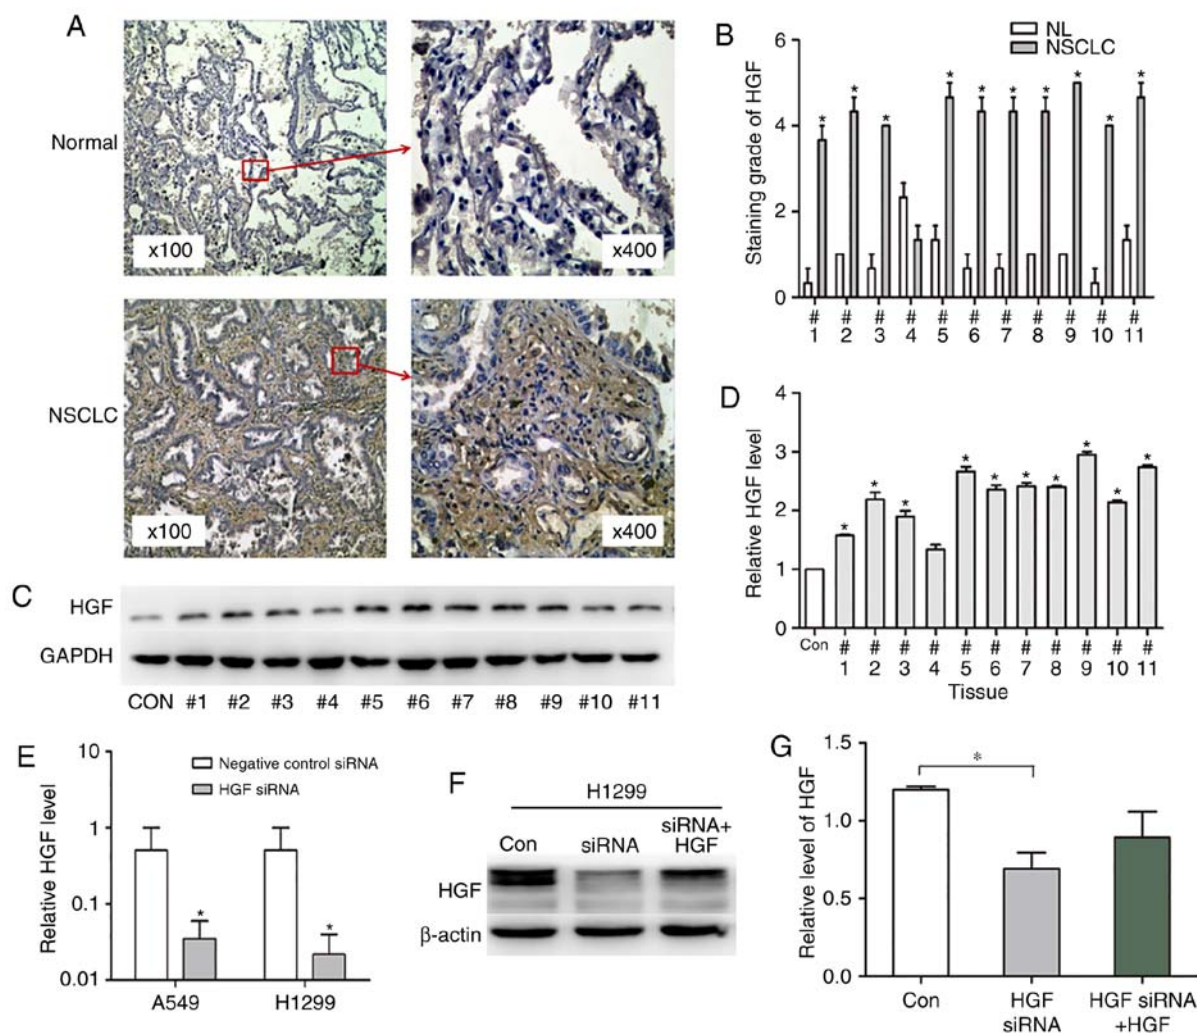 A
Normal
x100
x400
NSCLC
x100
x400
B
NL
NSCLC
Staining grade of HGF
6
4
2
0
* * * * * * * * * *
# # # # # # # # # # #
1 2 3 4 5 6 7 8 9 10 11
C
HGF
GAPDH
CON #1 #2 #3 #4 #5 #6 #7 #8 #9 #10 #11
D
Relative HGF level
4
3
2
1
0
* * * * * * * * * *
Con # # # # # # # # # # #
1 2 3 4 5 6 7 8 9 10 11
Tissue
E
Relative HGF level
10
1
0.1
0.01
Negative control siRNA
HGF siRNA
* *
A549 H1299
F
H1299
Con siRNA siRNA+
HGF
HGF
β-actin
G
Relative level of HGF
1.5
1.0
0.5
0.0
*
Con HGF HGF siRNA
siRNA +HGF